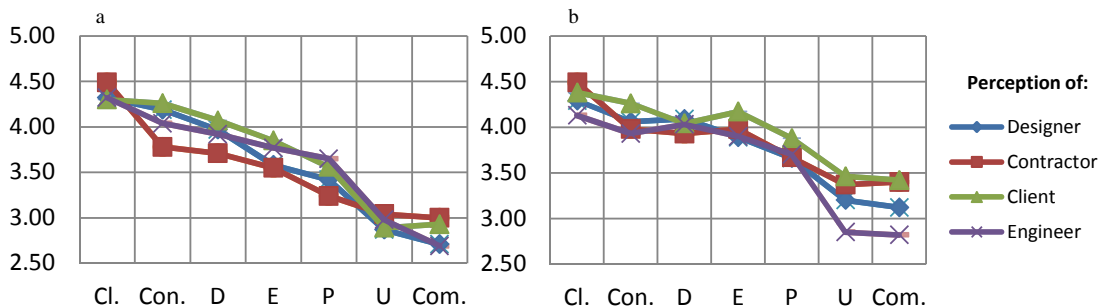 a
5.00
4.50
4.00
3.50
3.00
2.50
Cl. Con. D E P U Com.
b
5.00
4.50
4.00
3.50
3.00
2.50
Cl. Con. D E P U Com.
Perception of:
Designer
Contractor
Client
Engineer